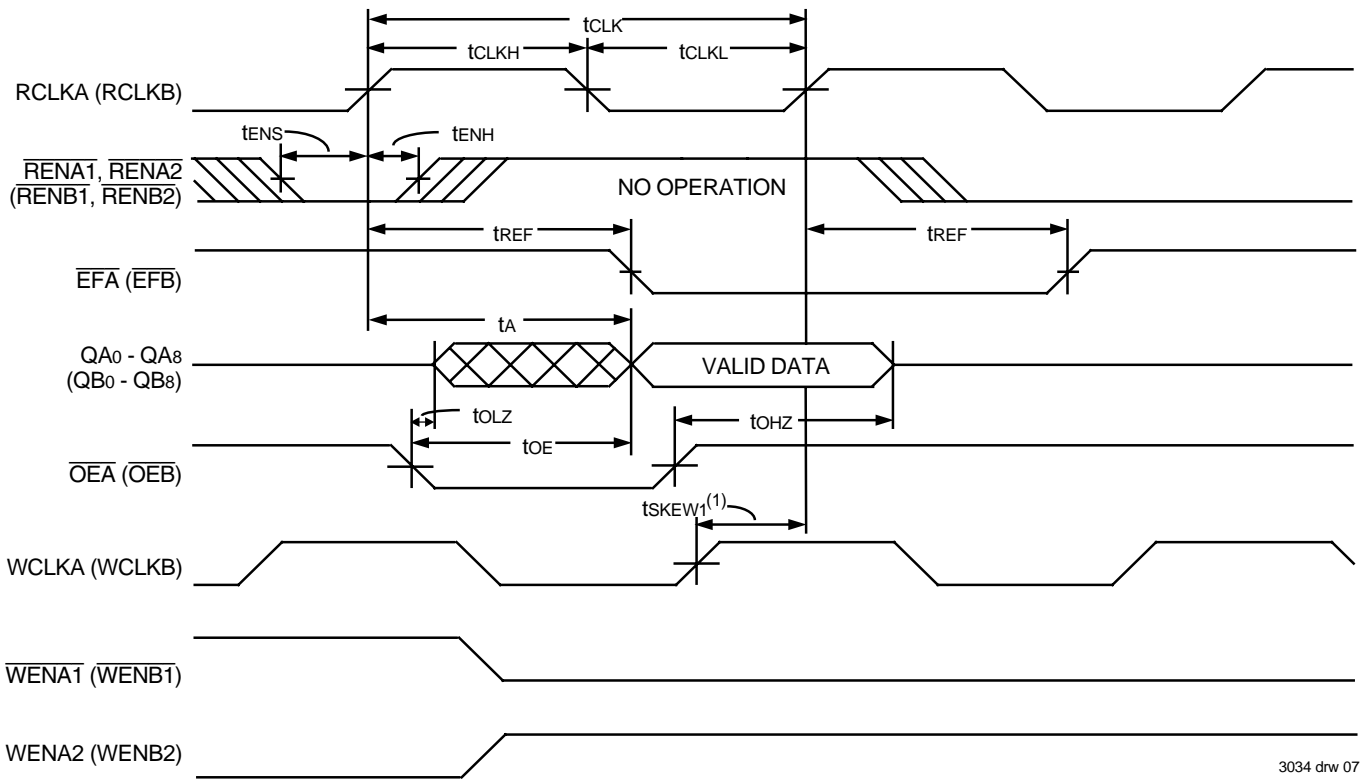 tCLK
tCLKH
tCLKL
RCLKA (RCLKB)
tENS
tENH
RENA1, RENA2
(RENB1, RENB2)
NO OPERATION
tREF
tREF
EFA (EFB)
tA
QA0 - QA8
(QB0 - QB8)
VALID DATA
tOLZ
tOHZ
tOE
OEA (OEB)
tSKEW1(1)
WCLKA (WCLKB)
WENA1 (WENB1)
WENA2 (WENB2)
3034 drw 07